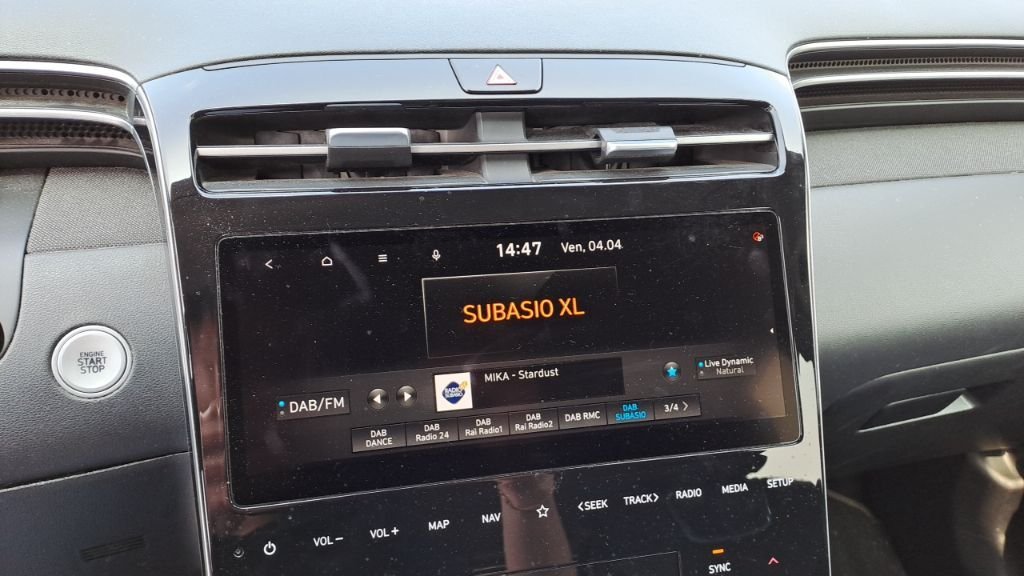 14:47 Ven, 04.04
SUBASIO XL
ENGINE
START
STOP
MIKA - Stardust
RADIO
SUBASIO
Live Dynamic
Natural
DAB/FM
DAB
DANCE
DAB
Radio 24
DAB
Rai Radio1
DAB
Rai Radio2
DAB RMC
DAB
SUBASIO
3/4 >
VOL−
VOL+
MAP
NAV
<SEEK
TRACK>
RADIO
MEDIA
SETUP
SYNC